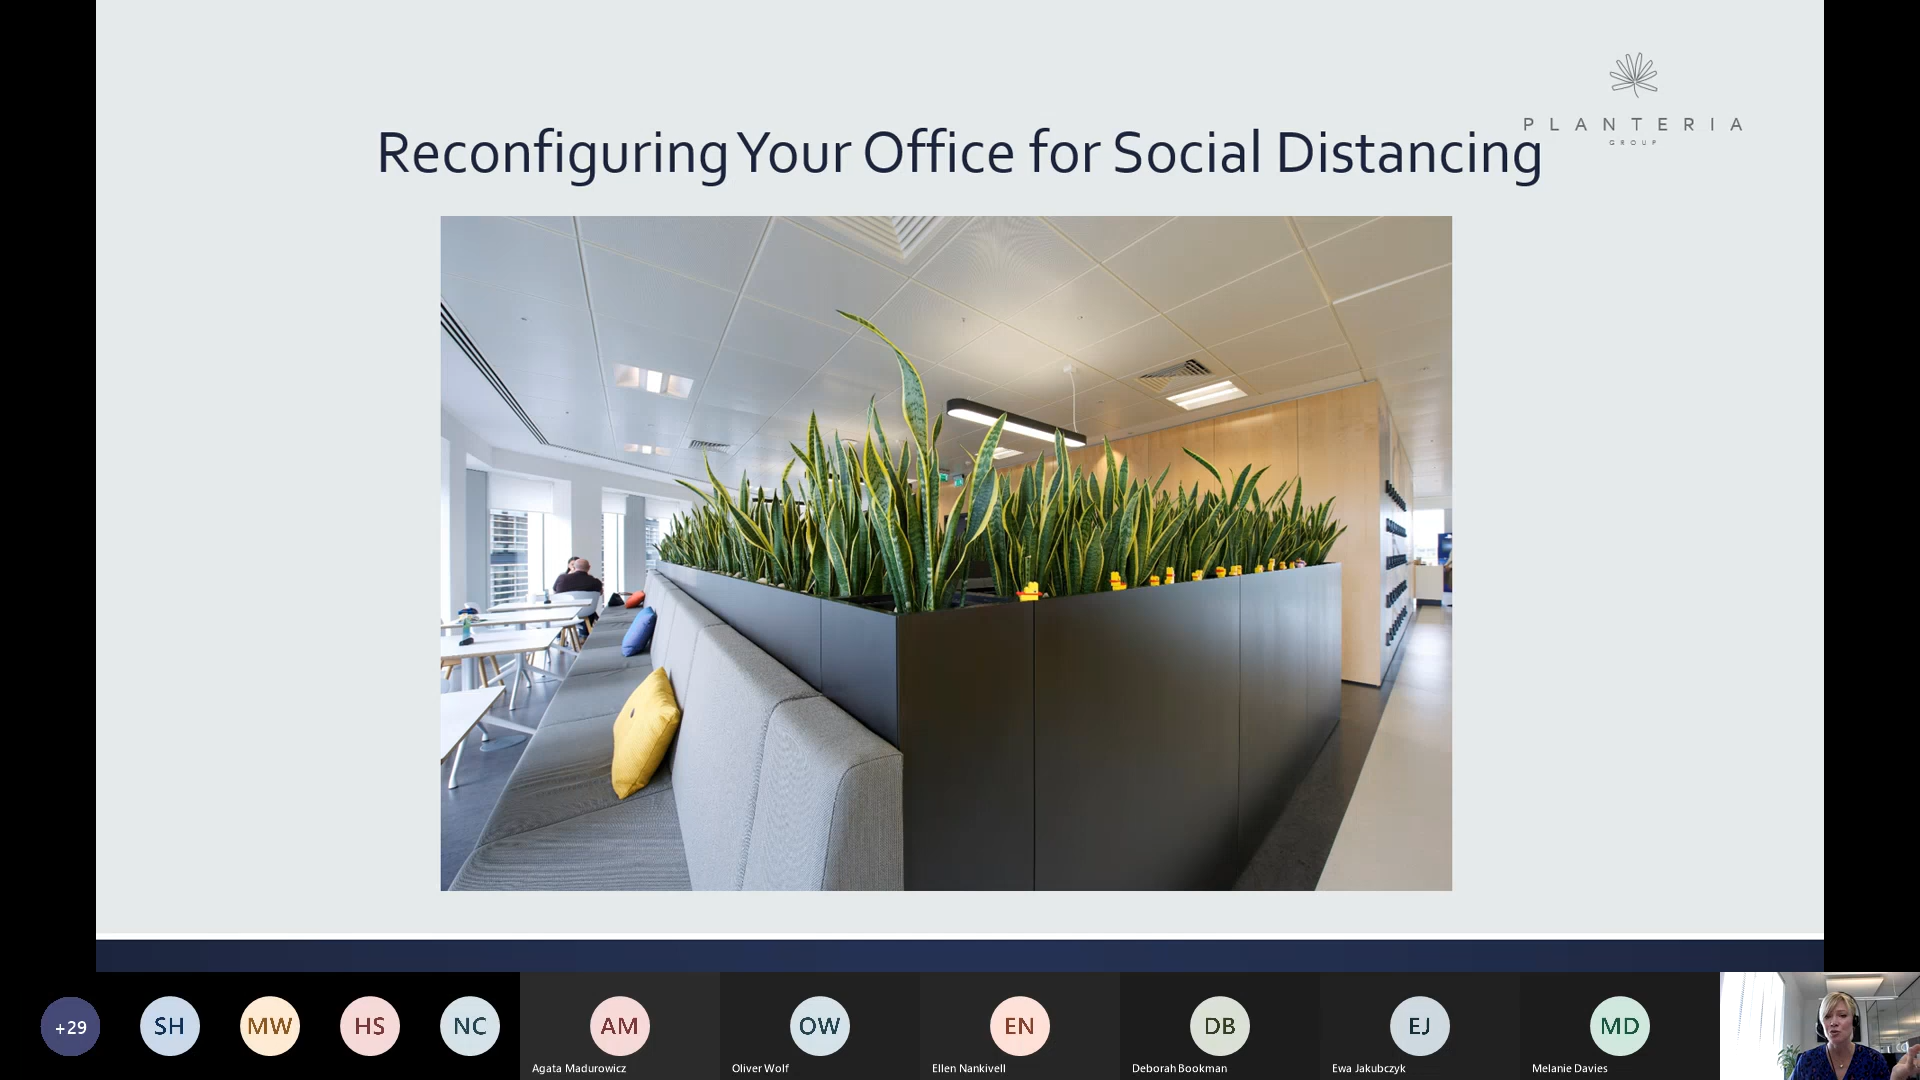 PLANTERIA
GROUP
Reconfiguring Your Office for Social Distancing
+29
SH
MW
HS
NC
AM
OW
EN
DB
EJ
MD
Agata Madurowicz
Oliver Wolf
Ellen Nankivell
Deborah Bookman
Ewa Jakubczyk
Melanie Davies